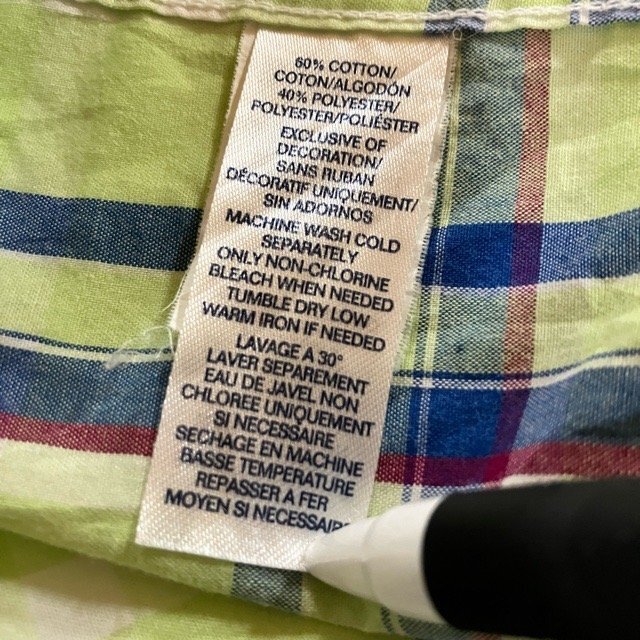 60% COTTON/
COTON/ALGODÓN
40% POLYESTER/
POLYESTER/POLIÉSTER
EXCLUSIVE OF
DECORATION/
SANS RUBAN
DÉCORATIF UNIQUEMENT/
SIN ADORNOS
MACHINE WASH COLD
SEPARATELY
ONLY NON-CHLORINE
BLEACH WHEN NEEDED
TUMBLE DRY LOW
WARM IRON IF NEEDED
LAVAGE A 30°
LAVER SEPAREMENT
EAU DE JAVEL NON
CHLOREE UNIQUEMENT
SI NECESSAIRE
SECHAGE EN MACHINE
BASSE TEMPERATURE
REPASSER A FER
MOYEN SI NECESSAIRE